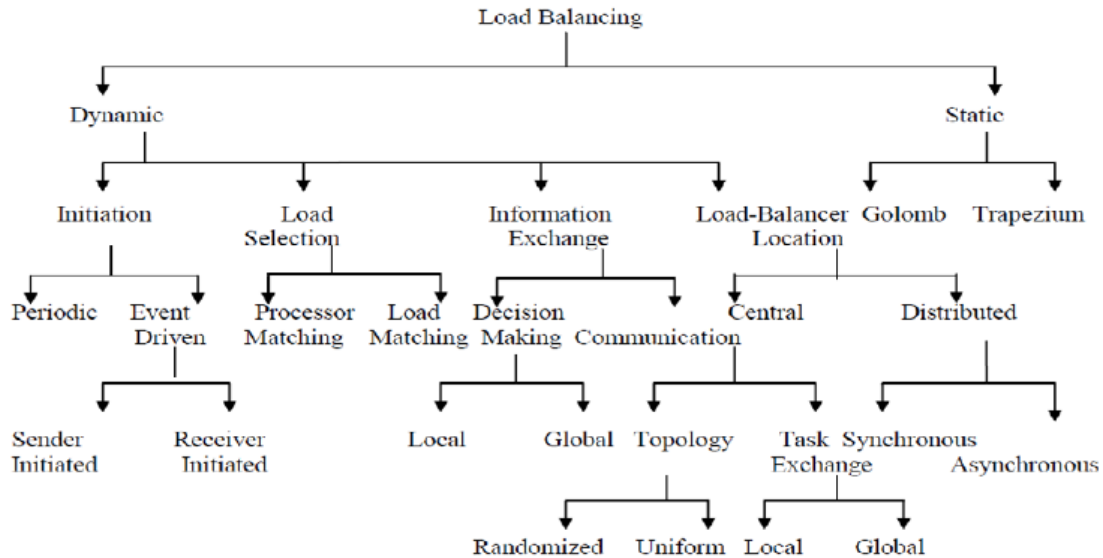 Load Balancing
Dynamic Static
Initiation Load Information Load-Balancer Golomb Trapezium
Selection Exchange Location
Periodic Event Processor Load Decision Central Distributed
Driven Matching Matching Making Communication
Sender Receiver Local Global Topology Task Synchronous
Initiated Initiated Exchange Asynchronous
Randomized Uniform Local Global